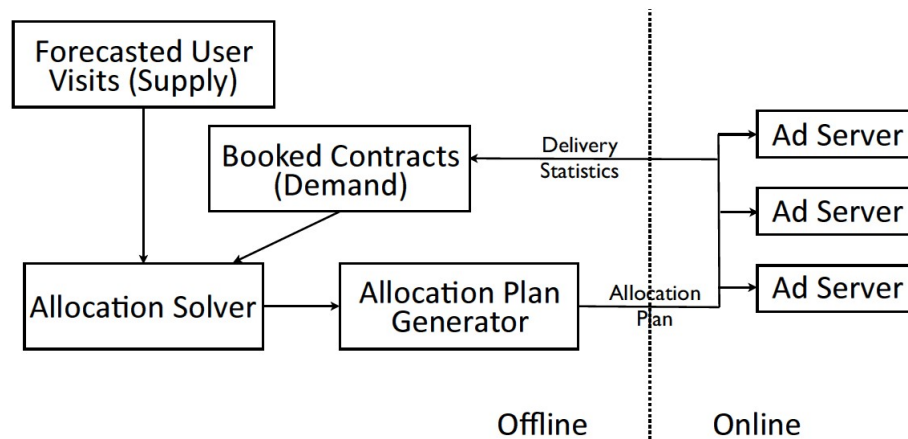 Forecasted User
Visits (Supply)
Booked Contracts
(Demand)
Delivery
Statistics
Ad Server
Ad Server
Ad Server
Allocation Solver
Allocation Plan
Generator
Allocation
Plan
Offline
Online